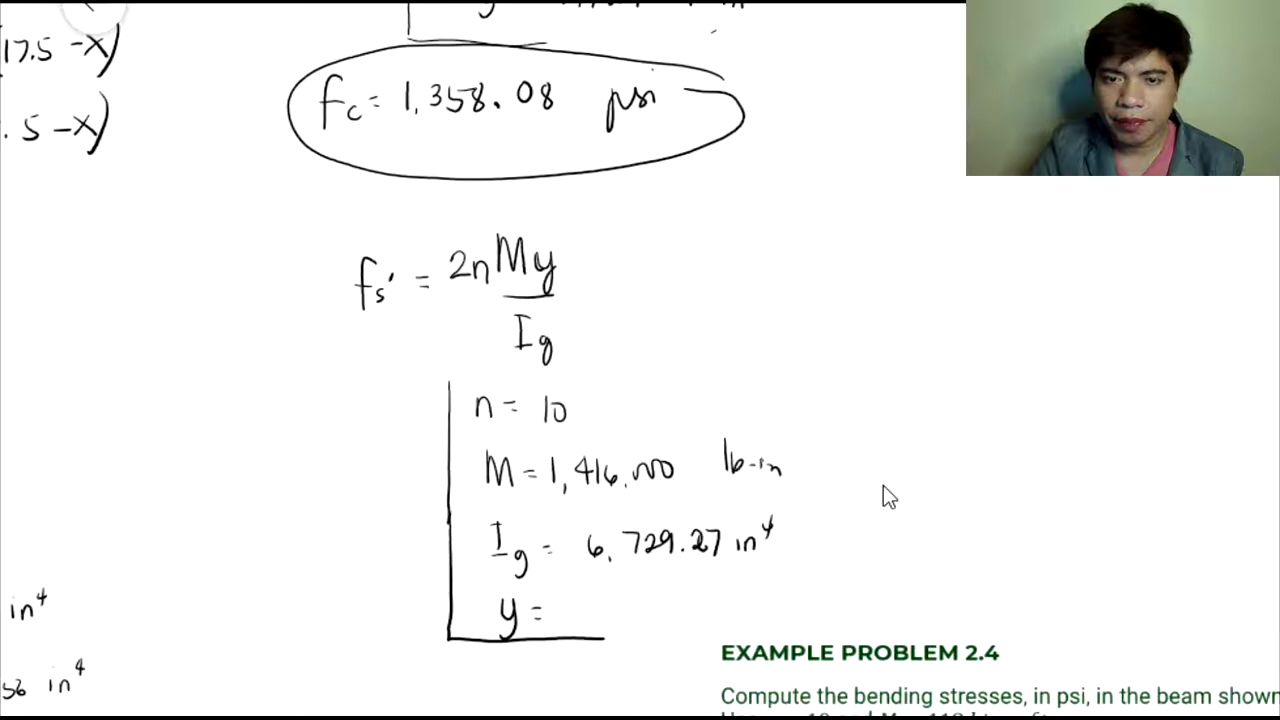 17.5 -x)
.5 -x)
fc = 1,358.08 psi
fs' = 2n My
Ig
n = 10
M = 1,416,000 lb-in
Ig = 6,729.27 in⁴
y =
in⁴
56 in⁴
EXAMPLE PROBLEM 2.4
Compute the bending stresses, in psi, in the beam shown